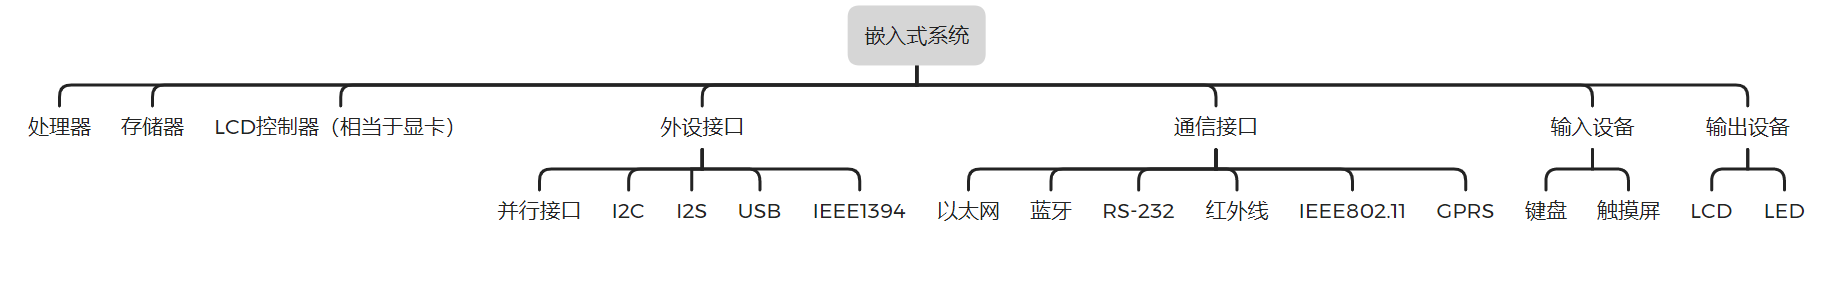 嵌入式系统
处理器 存储器 LCD控制器（相当于显卡） 外设接口 通信接口 输入设备 输出设备
并行接口 I2C I2S USB IEEE1394 以太网 蓝牙 RS-232 红外线 IEEE802.11 GPRS 键盘 触摸屏 LCD LED